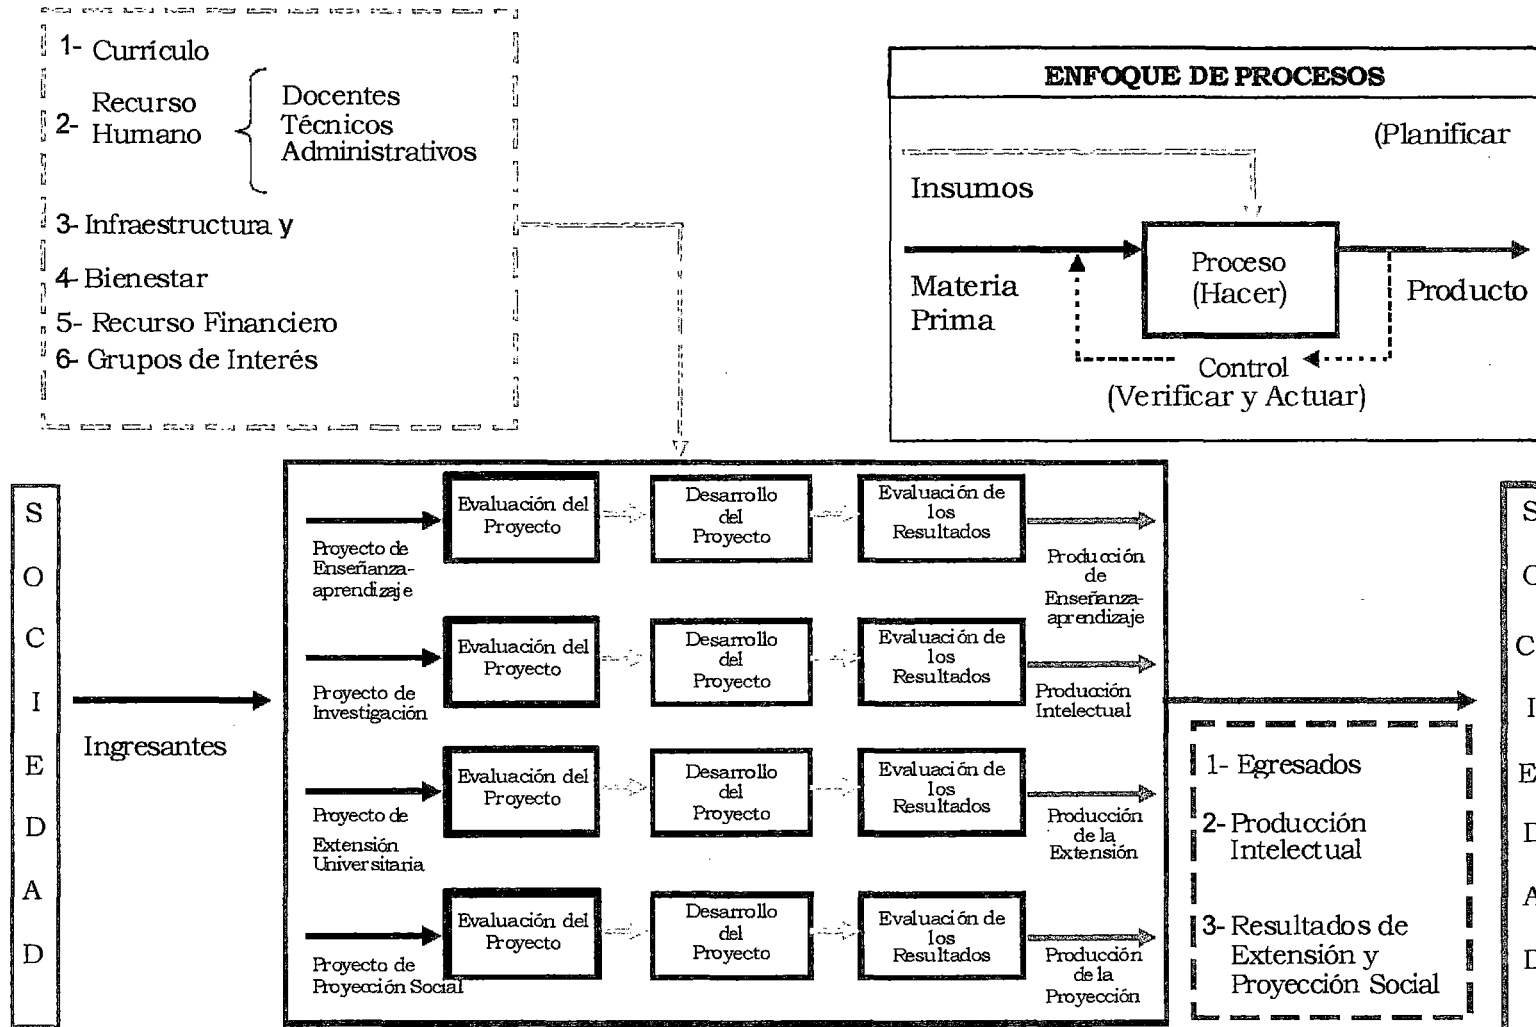 1- Currículo
2- Recurso
Humano
Docentes
Técnicos
Administrativos
3- Infraestructura y
4- Bienestar
5- Recurso Financiero
6- Grupos de Interés
ENFOQUE DE PROCESOS
(Planificar
Insumos
Materia
Prima
Proceso
(Hacer)
Producto
Control
(Verificar y Actuar)
S
O
C
I
E
D
A
D
Ingresantes
Proyecto de
Enseñanza-
aprendizaje
Evaluación del
Proyecto
Desarrollo
del
Proyecto
Evaluación de
los
Resultados
Producción
de
Enseñanza-
aprendizaje
Proyecto de
Investigación
Evaluación del
Proyecto
Desarrollo
del
Proyecto
Evaluación de
los
Resultados
Producción
Intelectual
Proyecto de
Extensión
Universitaria
Evaluación del
Proyecto
Desarrollo
del
Proyecto
Evaluación de
los
Resultados
Producción
de la
Extensión
Proyecto de
Proyección Social
Evaluación del
Proyecto
Desarrollo
del
Proyecto
Evaluación de
los
Resultados
Producción
de la
Proyección
1- Egresados
2- Producción
Intelectual
3- Resultados de
Extensión y
Proyección Social
S
O
C
I
E
D
A
D